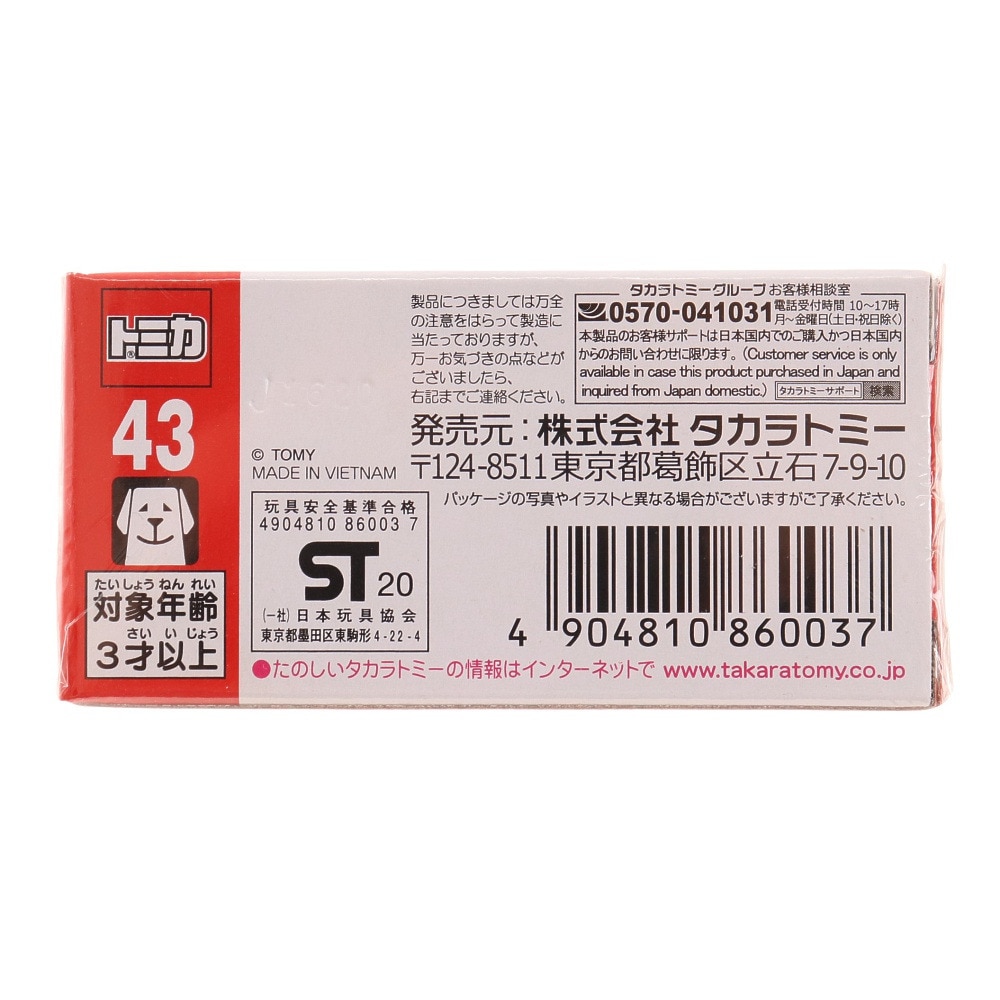 トミカ®
43
たいしょうねんれい
対象年齢
さいいじょう
3才以上
製品につきましては万全
の注意をはらって製造に
当たっておりますが、
万一お気づきの点などが
ございましたら、
右記までご連絡ください。
タカラトミーグループ お客様相談室
0570-041031 電話受付時間 10〜17時
月〜金曜日(土日・祝日除く)
本製品のお客様サポートは日本国内でのご購入かつ日本国内
からのお問い合わせに限ります。(Customer service is only
available in case this product purchased in Japan and
inquired from Japan domestic.) タカラトミーサポート 検索
発売元:株式会社 タカラトミー
〒124-8511 東京都葛飾区立石7-9-10
パッケージの写真やイラストと異なる場合がございますがご了承ください。
© TOMY
MADE IN VIETNAM
玩具安全基準合格
4904810 86003 7
ST 20
(一社)日本玩具協会
東京都墨田区東駒形4-22-4
4 904810 860037
●たのしいタカラトミーの情報はインターネットで www.takaratomy.co.jp